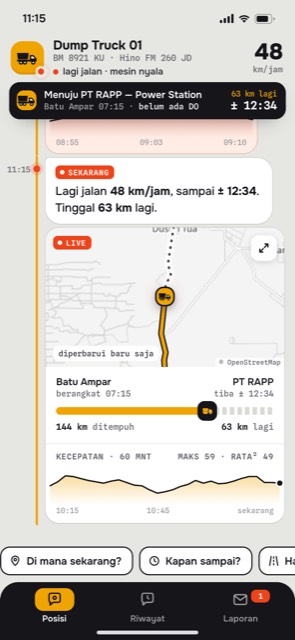 11:15
Dump Truck 01
BM 8921 KU · Hino FM 260 JD
lagi jalan · mesin nyala
48
km/jam
Menuju PT RAPP — Power Station
Batu Ampar 07:15 · belum ada DO
63 km lagi
± 12:34
08:55 09:03 09:10
11:15
SEKARANG
Lagi jalan 48 km/jam, sampai ± 12:34.
Tinggal 63 km lagi.
LIVE
diperbarui baru saja
© OpenStreetMap
Batu Ampar PT RAPP
berangkat 07:15 tiba ± 12:34
144 km ditempuh 63 km lagi
KECEPATAN · 60 MNT MAKS 59 · RATA² 49
10:15 10:45 sekarang
Di mana sekarang? Kapan sampai?
Posisi Riwayat Laporan
1